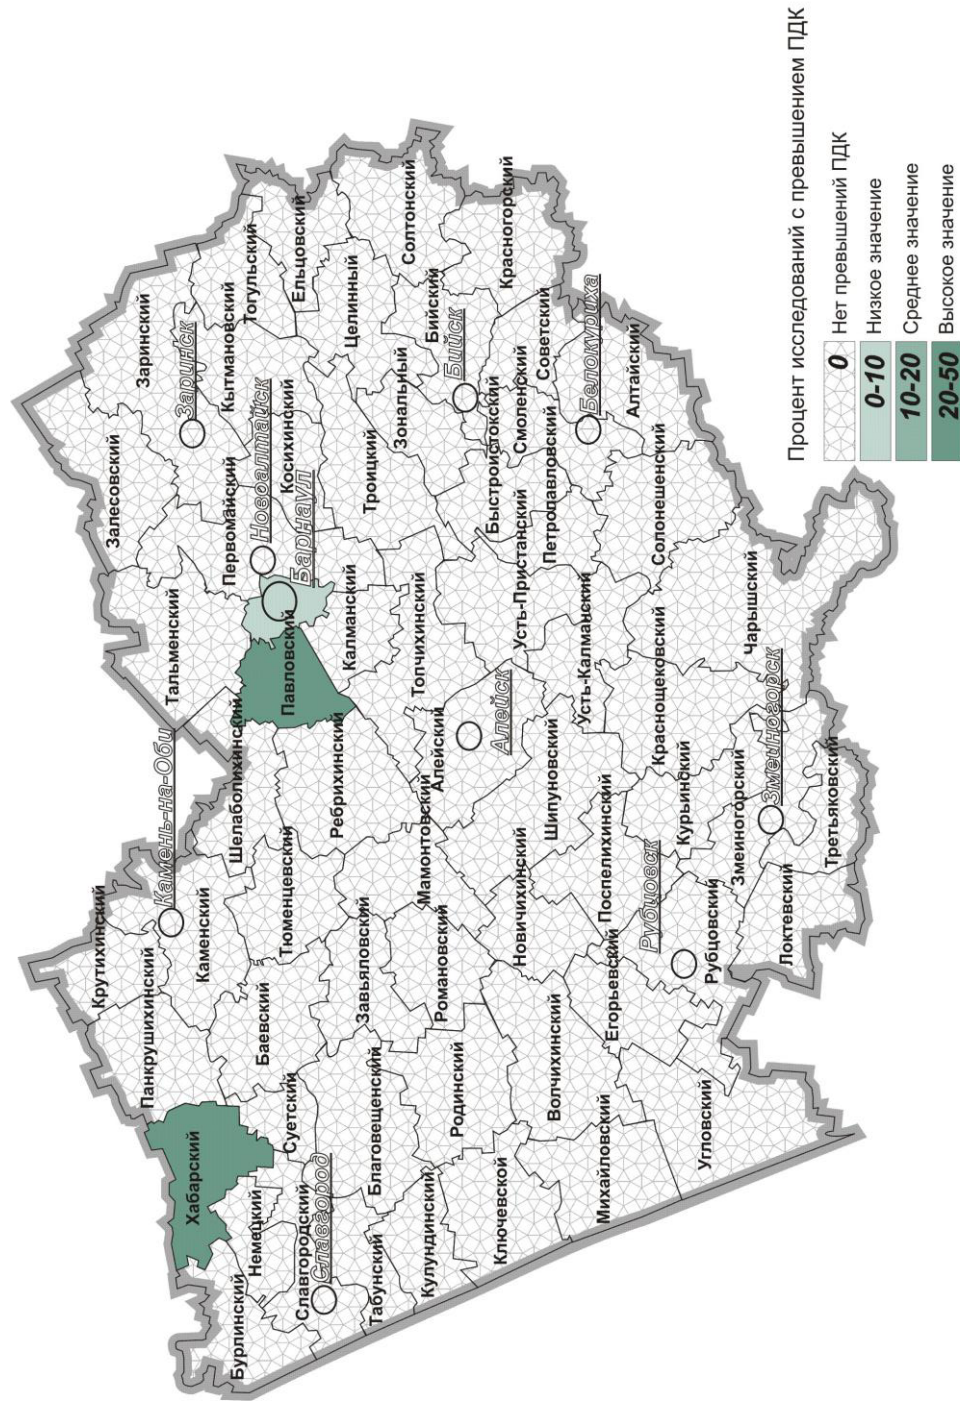 Крутихинский
Панкрушихинский
Камень-на-Оби
Каменский
Хабарский
Баевский
Суетский
Немецкий
Бурлинский
Славгородский
Славгород
Табунский
Кулундинский
Ключевской
Благовещенский
Родинский
Завьяловский
Романовский
Мамонтовский
Тюменцевский
Шелаболихинский
Ребрихинский
Павловский
Тальменский
Залесовский
Заринский
Заринск
Первомайский
Новоалтайск
Барнаул
Косихинский
Кытмановский
Тогульский
Ельцовский
Целинный
Солтонский
Красногорский
Бийский
Бийск
Зональный
Троицкий
Калманский
Топчихинский
Алейский
Алейск
Усть-Пристанский
Быстроистокский
Смоленский
Советский
Белокуриха
Алтайский
Петропавловский
Солонешенский
Усть-Калманский
Шипуновский
Новичихинский
Поспелихинский
Волчихинский
Михайловский
Егорьевский
Угловский
Рубцовск
Рубцовский
Курьинский
Краснощековский
Чарышский
Змеиногорский
Змеиногорск
Третьяковский
Локтевский
Процент исследований с превышением ПДК
0 Нет превышений ПДК
0-10 Низкое значение
10-20 Среднее значение
20-50 Высокое значение